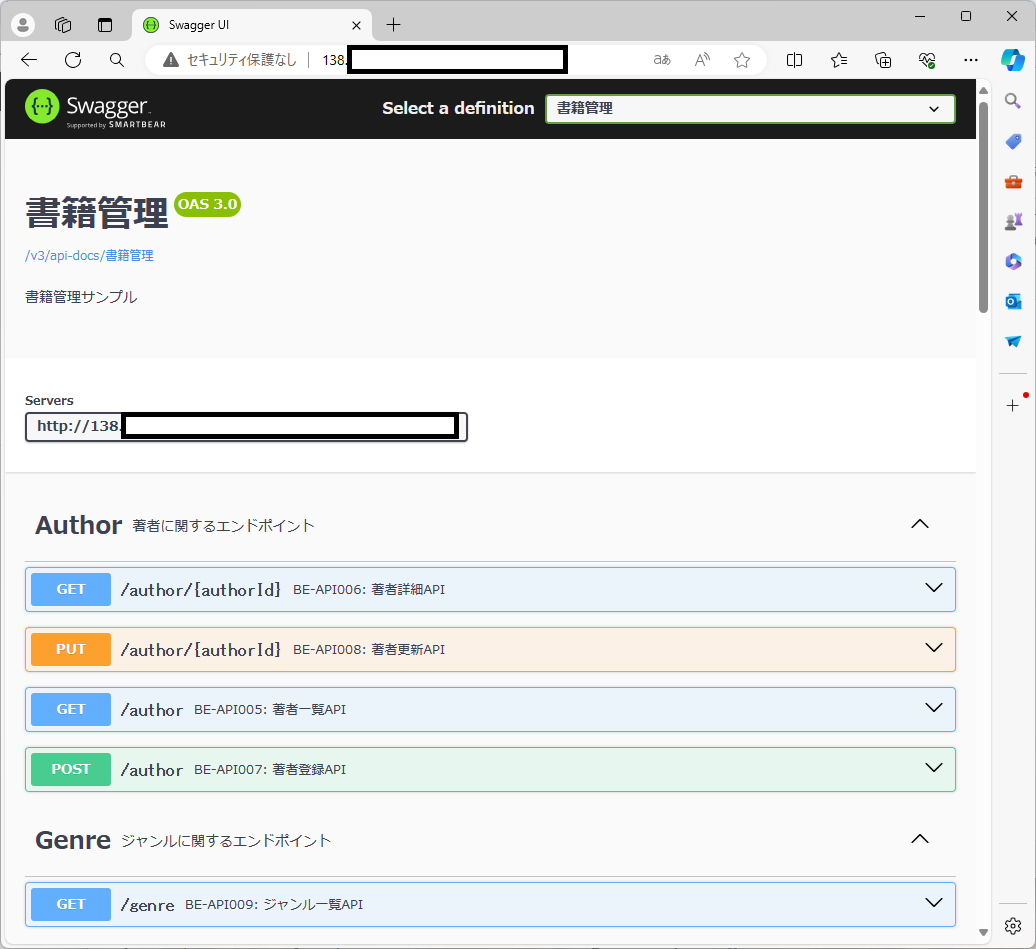 Swagger UI
セキュリティ保護なし 138.
aあ
Swagger
Supported by SMARTBEAR
Select a definition
書籍管理
書籍管理 OAS 3.0
/v3/api-docs/書籍管理
書籍管理サンプル
Servers
http://138.
Author 著者に関するエンドポイント
GET /author/{authorId} BE-API006: 著者詳細API
PUT /author/{authorId} BE-API008: 著者更新API
GET /author BE-API005: 著者一覧API
POST /author BE-API007: 著者登録API
Genre ジャンルに関するエンドポイント
GET /genre BE-API009: ジャンル一覧API